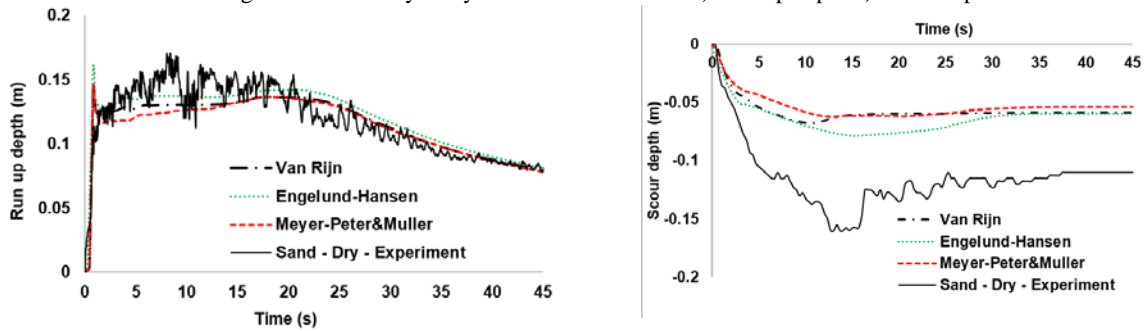 0.2
0.15
0.1
0.05
0
Run up depth (m)
Van Rijn
Engelund-Hansen
Meyer-Peter&Muller
Sand - Dry - Experiment
0 5 10 15 20 25 30 35 40 45
Time (s)
Time (s)
0 5 10 15 20 25 30 35 40 45
0
-0.05
-0.1
-0.15
-0.2
Scour depth (m)
Van Rijn
Engelund-Hansen
Meyer-Peter&Muller
Sand - Dry - Experiment